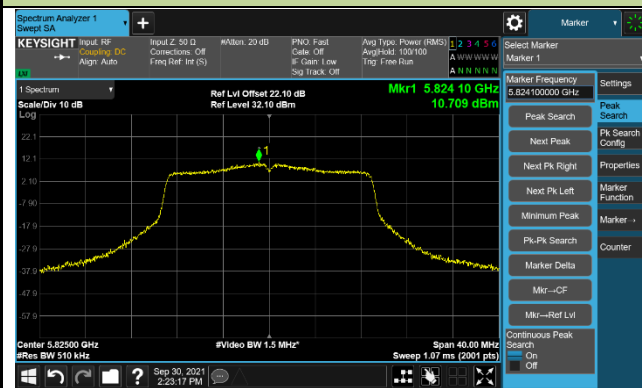 Spectrum Analyzer 1
Swept SA
Marker
KEYSIGHT
Input: RF
Coupling: DC
Align: Auto
Input Z: 50 Ω
Corrections: Off
Freq Ref: Int (S)
#Atten: 20 dB
PNO: Fast
Gate: Off
IF Gain: Low
Sig Track: Off
Avg Type: Power (RMS)
Avg|Hold: 100/100
Trig: Free Run
1 2 3 4 5 6
A W W W W W
A N N N N N
Select Marker
Marker 1
LXI
1 Spectrum
Scale/Div 10 dB
Log
Ref Lvl Offset 22.10 dB
Ref Level 32.10 dBm
Mkr1 5.824 10 GHz
10.709 dBm
1
22.1
12.1
2.10
-7.90
-17.9
-27.9
-37.9
-47.9
-57.9
Center 5.82500 GHz
#Res BW 510 kHz
#Video BW 1.5 MHz*
Span 40.00 MHz
Sweep 1.07 ms (2001 pts)
Marker Frequency
5.824100000 GHz
Peak Search
Next Peak
Next Pk Right
Next Pk Left
Minimum Peak
Pk-Pk Search
Marker Delta
Mkr→CF
Mkr→Ref Lvl
Continuous Peak
Search
On
Off
Settings
Peak
Search
Pk Search
Config
Properties
Marker
Function
Marker→
Counter
Sep 30, 2021
2:23:17 PM